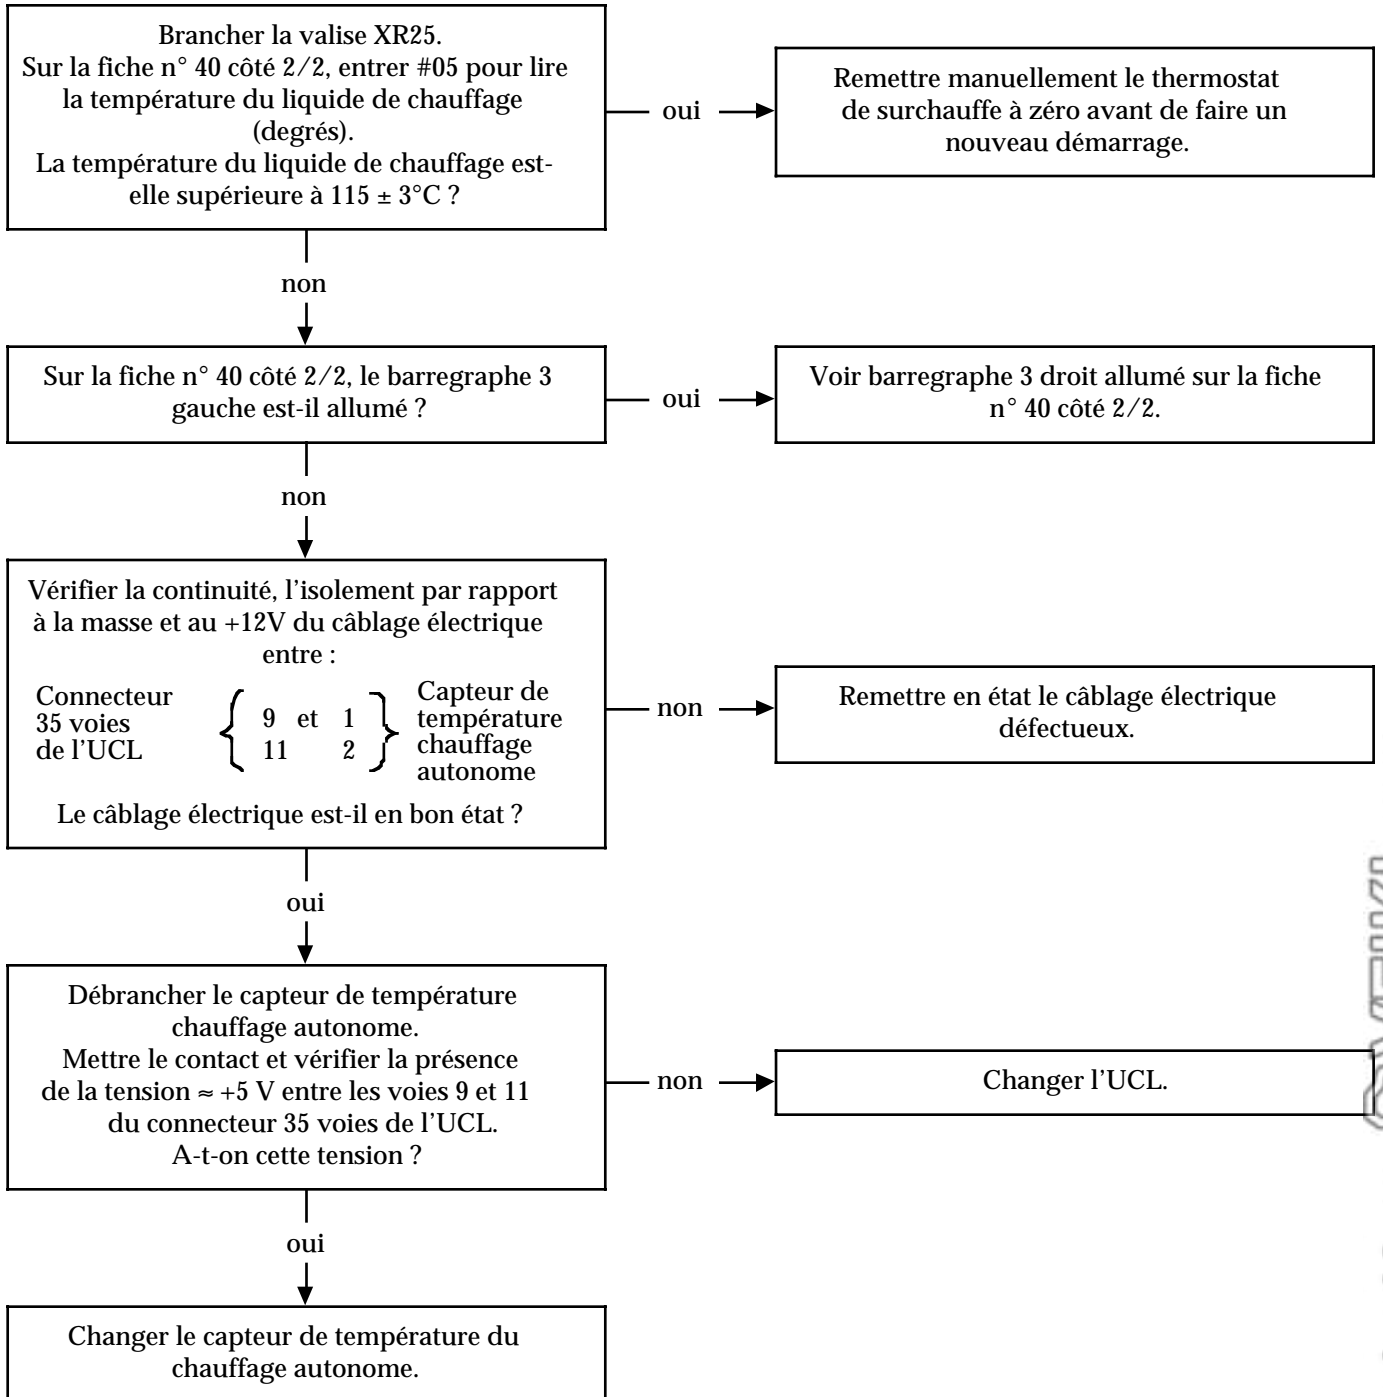 Brancher la valise XR25.
Sur la fiche n° 40 côté 2/2, entrer #05 pour lire
la température du liquide de chauffage
(degrés).
La température du liquide de chauffage est-
elle supérieure à 115 ± 3°C ?
oui
Remettre manuellement le thermostat
de surchauffe à zéro avant de faire un
nouveau démarrage.
non
Sur la fiche n° 40 côté 2/2, le barregraphe 3
gauche est-il allumé ?
oui
Voir barregraphe 3 droit allumé sur la fiche
n° 40 côté 2/2.
non
Vérifier la continuité, l'isolement par rapport
à la masse et au +12V du câblage électrique
entre :
Connecteur
35 voies
de l'UCL
9 et 1
11 2
Capteur de
température
chauffage
autonome
Le câblage électrique est-il en bon état ?
non
Remettre en état le câblage électrique
défectueux.
oui
Débrancher le capteur de température
chauffage autonome.
Mettre le contact et vérifier la présence
de la tension ≈ +5 V entre les voies 9 et 11
du connecteur 35 voies de l'UCL.
A-t-on cette tension ?
non
Changer l'UCL.
oui
Changer le capteur de température du
chauffage autonome.